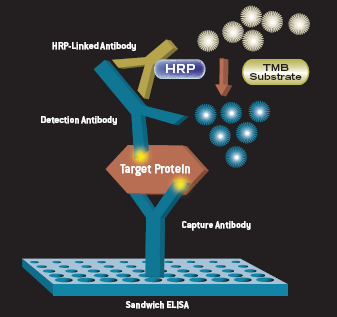 HRP-Linked Antibody
HRP
TMB
Substrate
Detection Antibody
Target Protein
Capture Antibody
Sandwich ELISA